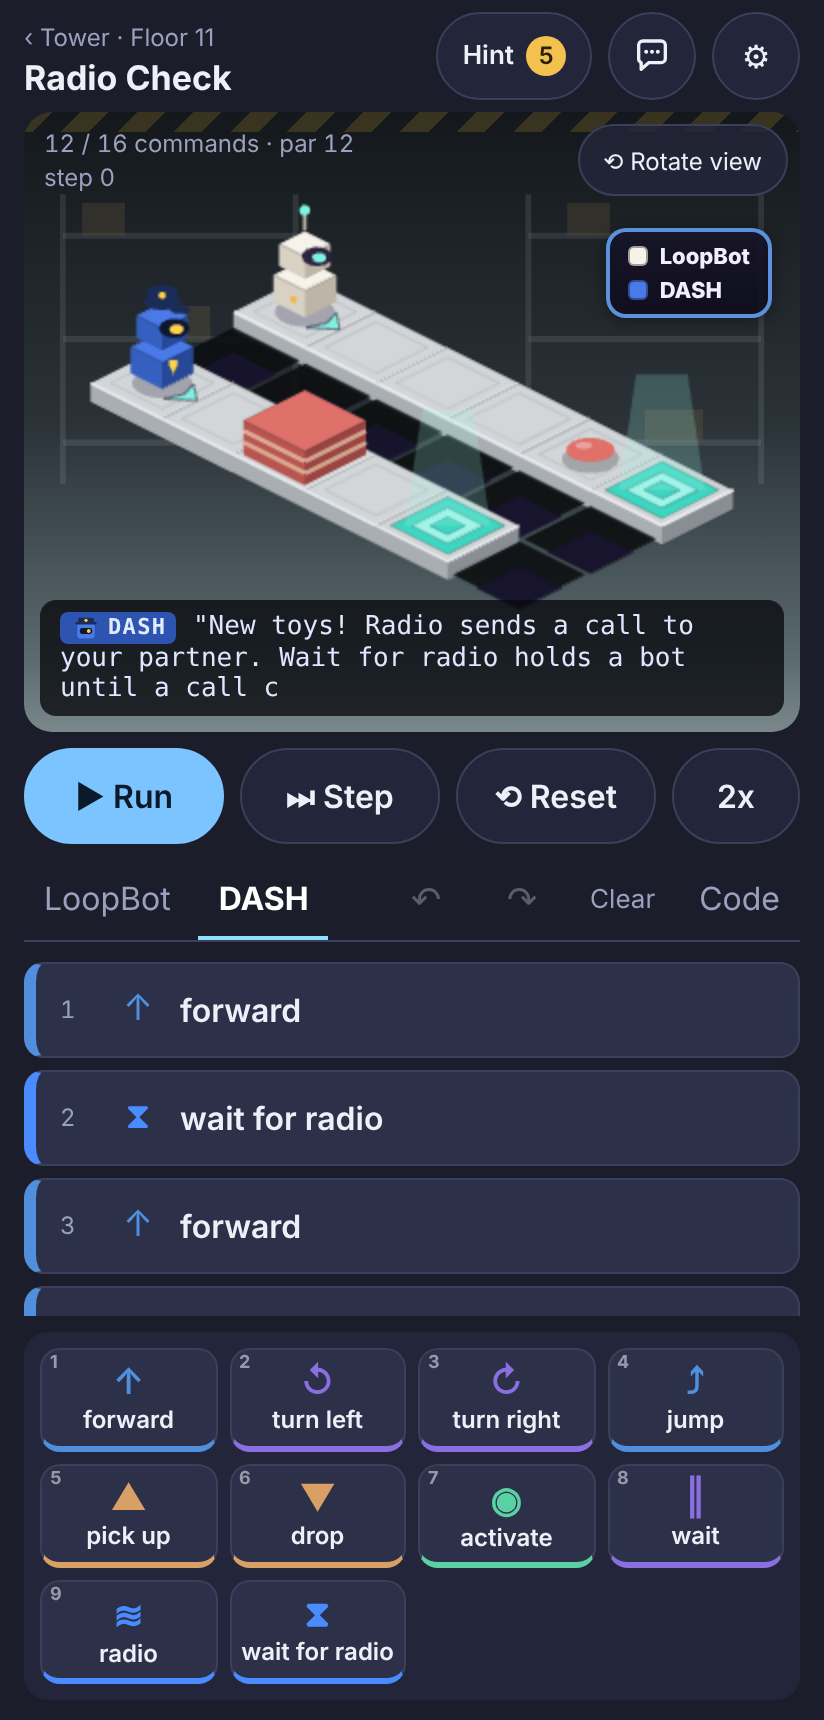 ‹ Tower · Floor 11
Radio Check
Hint 5
12 / 16 commands · par 12
step 0
Rotate view
LoopBot
DASH
DASH "New toys! Radio sends a call to
your partner. Wait for radio holds a bot
until a call c
Run
Step
Reset
2x
LoopBot
DASH
Clear
Code
1 forward
2 wait for radio
3 forward
1 forward
2 turn left
3 turn right
4 jump
5 pick up
6 drop
7 activate
8 wait
9 radio
wait for radio